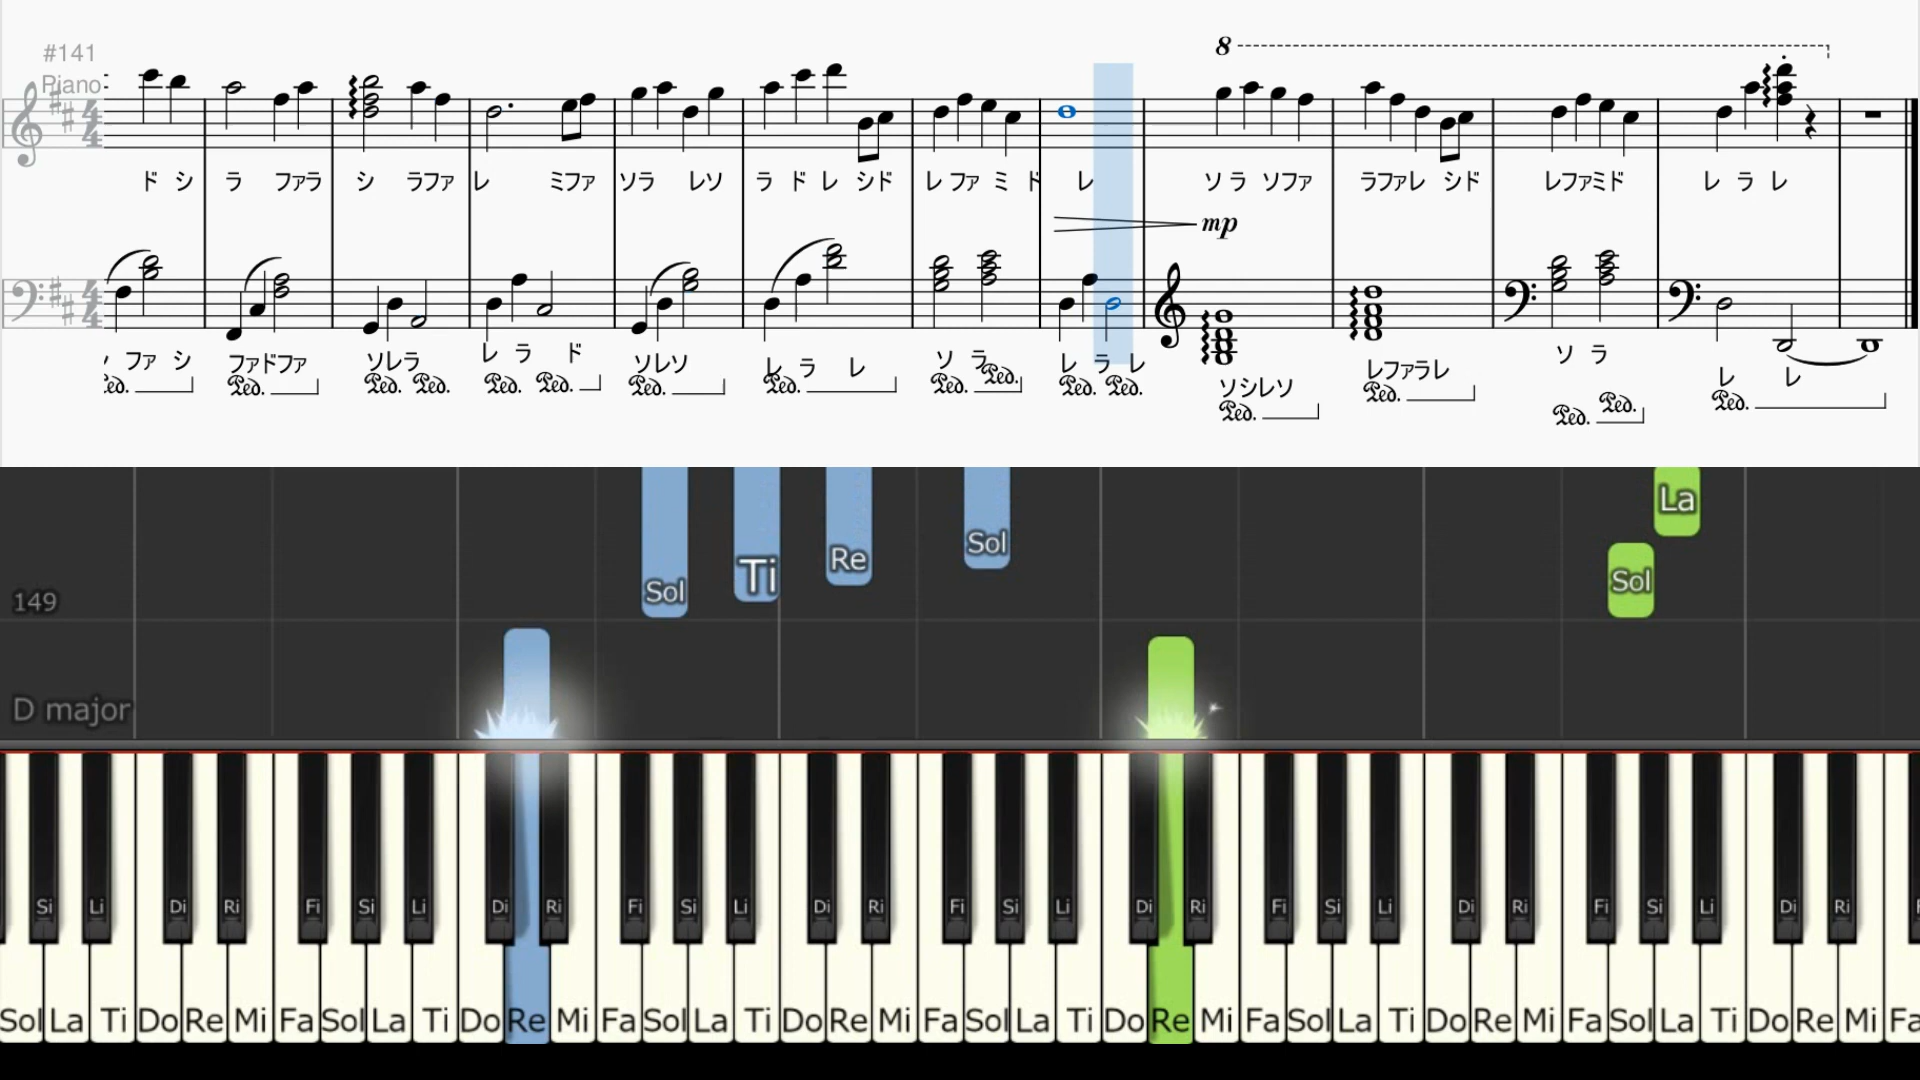 #141
Piano
8
ド シ ラ ファラ シ ラファ レ ミファ ソラ レソ ラ ド レ シド レ ファ ミ ド レ ソ ラ ソファ ラファレ シド レファミド レ ラ レ
mp
ファ シ ファドファ ソレラ レ ラ ド ソレソ レ ラ レ ソ ラ レ ラ レ ソシレソ レファラレ ソ ラ レ レ
Ped. Ped. Ped. Ped. Ped. Ped. Ped. Ped. Ped. Ped. Ped. Ped. Ped. Ped. Ped. Ped. Ped.
La
Sol Ti Re Sol Sol
149
D major
Si Li Di Ri Fi Si Li Di Ri Fi Si Li Di Ri Fi Si Li Di Ri Fi Si Li Di Ri Fi Si Li Di Ri
Sol La Ti Do Re Mi Fa Sol La Ti Do Re Mi Fa Sol La Ti Do Re Mi Fa Sol La Ti Do Re Mi Fa Sol La Ti Do Re Mi Fa Sol La Ti Do Re Mi Fa